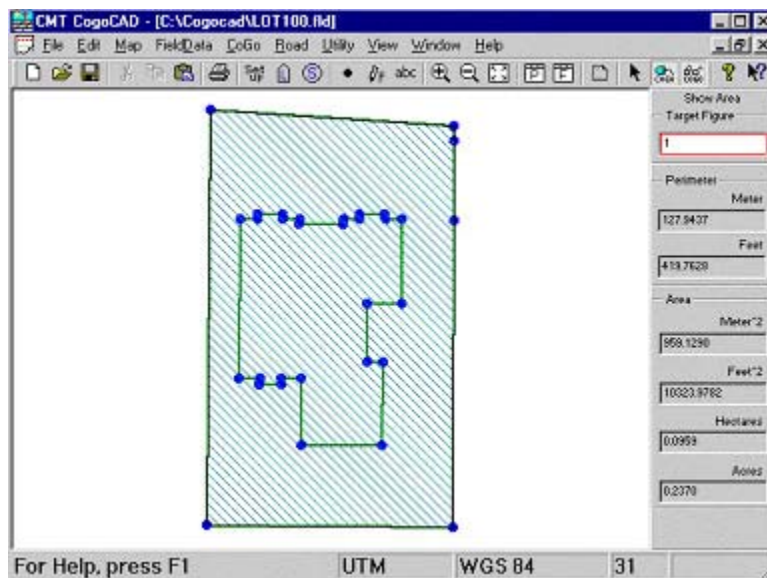 CMT CogoCAD - [C:\Cogocad\LOT100.fld]
File Edit Map FieldData CoGo Road Utility View Window Help
abc
Show Area
Target Figure
1
Perimeter
Meter
127.9437
Feet
419.7628
Area
Meter^2
959.1290
Feet^2
10323.9782
Hectares
0.0959
Acres
0.2370
For Help, press F1 UTM WGS 84 31